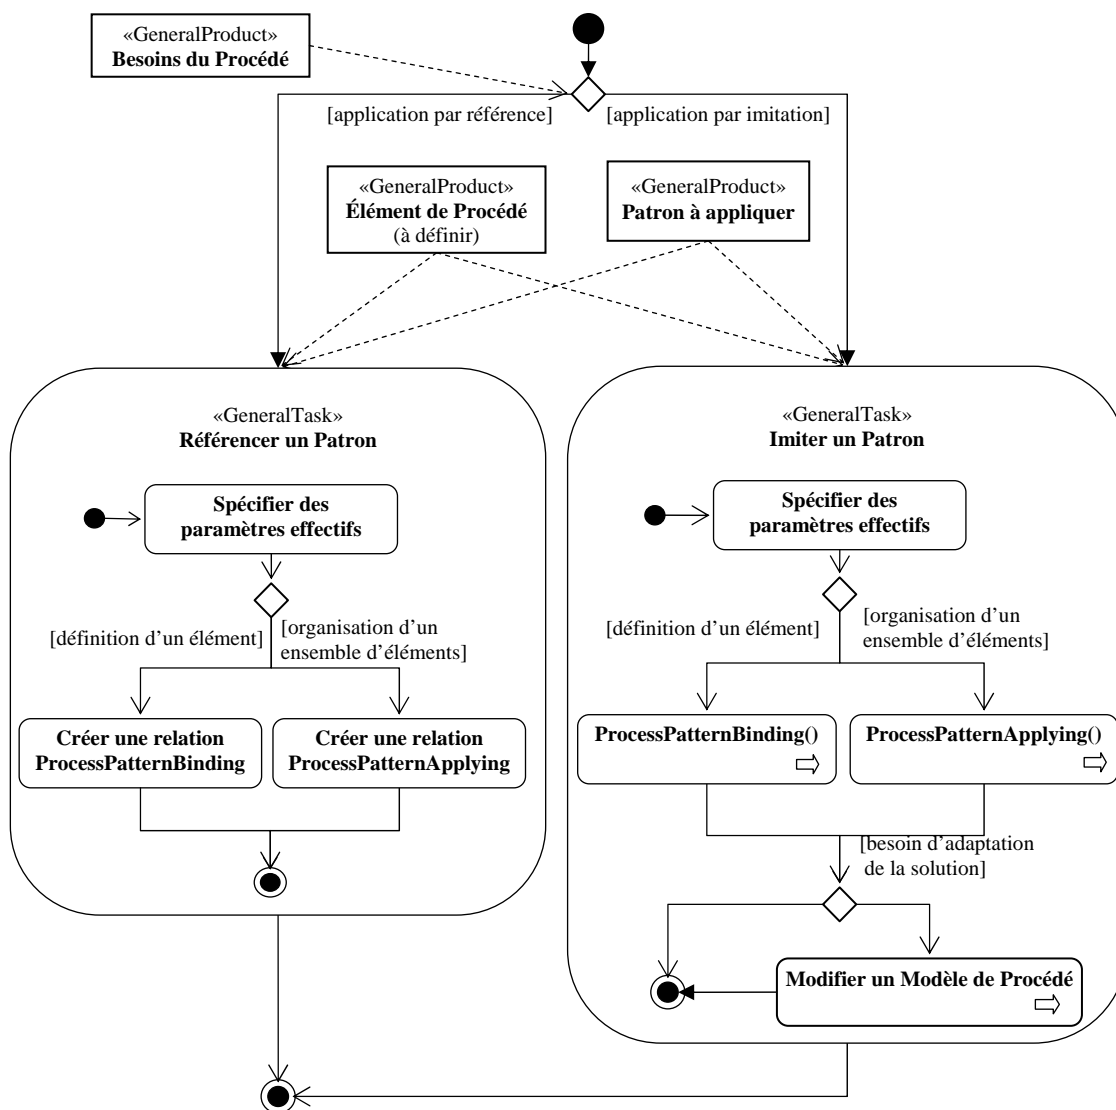 «GeneralProduct»
Besoins du Procédé
[application par référence]
[application par imitation]
«GeneralProduct»
Élément de Procédé
(à définir)
«GeneralProduct»
Patron à appliquer
«GeneralTask»
Référencer un Patron
Spécifier des
paramètres effectifs
[définition d’un élément]
[organisation d’un
ensemble d’éléments]
Créer une relation
ProcessPatternBinding
Créer une relation
ProcessPatternApplying
«GeneralTask»
Imiter un Patron
Spécifier des
paramètres effectifs
[définition d’un élément]
[organisation d’un
ensemble d’éléments]
ProcessPatternBinding()
ProcessPatternApplying()
[besoin d’adaptation
de la solution]
Modifier un Modèle de Procédé